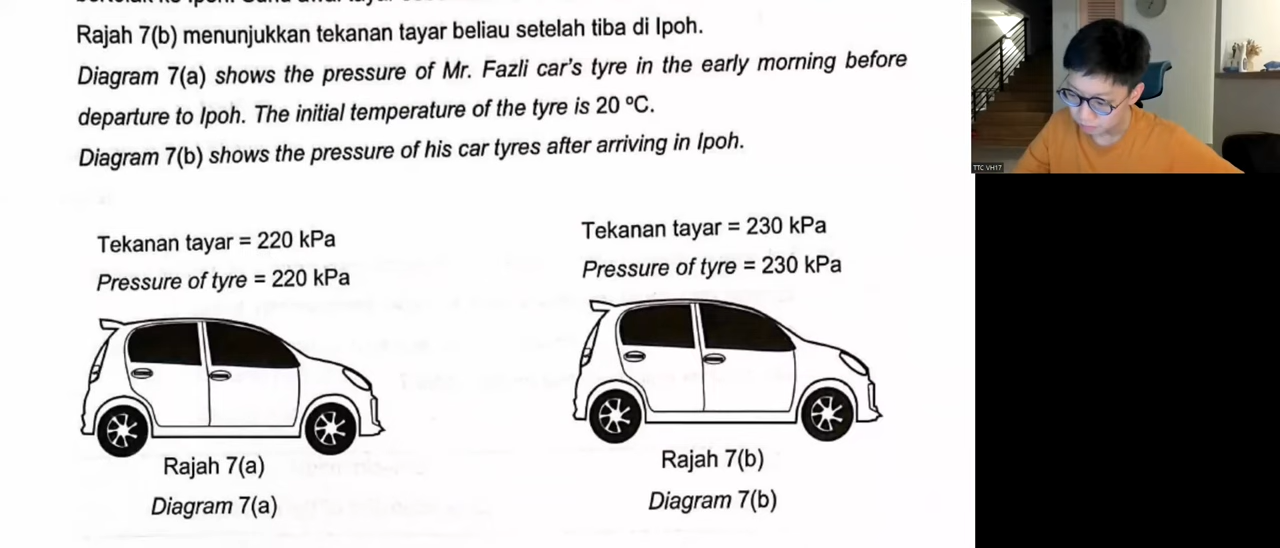 Rajah 7(b) menunjukkan tekanan tayar beliau setelah tiba di Ipoh.
Diagram 7(a) shows the pressure of Mr. Fazli car's tyre in the early morning before
departure to Ipoh. The initial temperature of the tyre is 20 ºC.
Diagram 7(b) shows the pressure of his car tyres after arriving in Ipoh.
Tekanan tayar = 220 kPa
Pressure of tyre = 220 kPa
Rajah 7(a)
Diagram 7(a)
Tekanan tayar = 230 kPa
Pressure of tyre = 230 kPa
Rajah 7(b)
Diagram 7(b)
TTC VH17